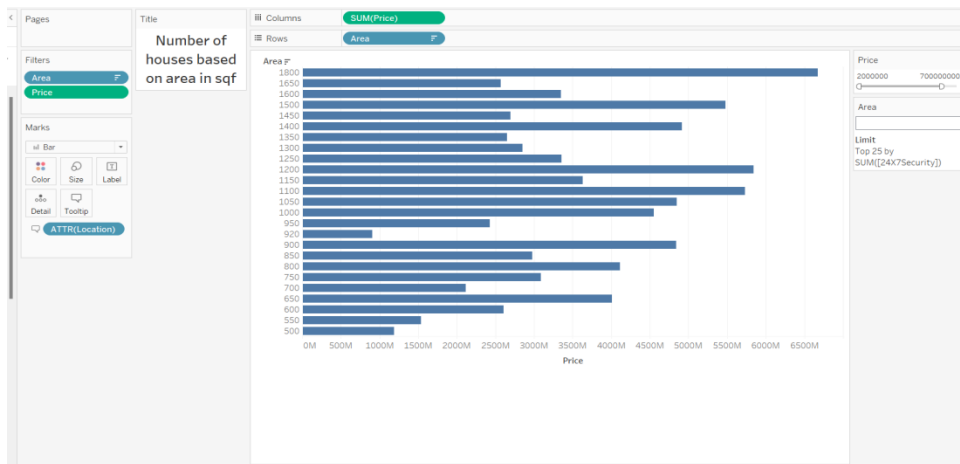 Pages
Filters
Area
Price
Marks
Bar
Color Size Label
Detail Tooltip
ATTR(Location)
Title
Number of
houses based
on area in sqf
Columns SUM(Price)
Rows Area
Area
1800
1650
1600
1500
1450
1400
1350
1300
1250
1200
1150
1100
1050
1000
950
920
900
850
800
750
700
650
600
550
500
0M 500M 1000M 1500M 2000M 2500M 3000M 3500M 4000M 4500M 5000M 5500M 6000M 6500M
Price
Price
2000000 700000000
Area
Limit
Top 25 by
SUM([24X7Security])